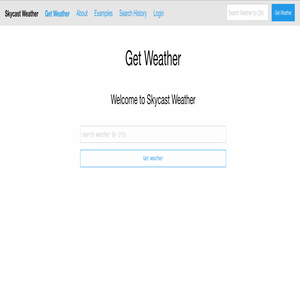 Skycast Weather Get Weather About Examples Search History Login Search Weather by City Get Weather
Get Weather
Welcome to Skycast Weather
search weather by city
Get weather